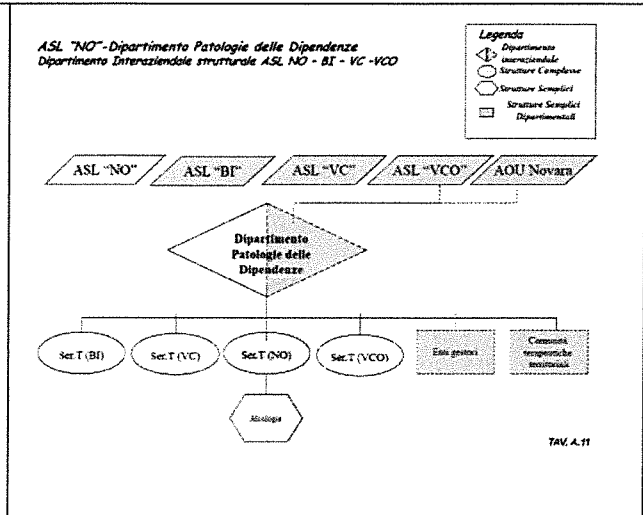 ASL "NO"-Dipartimento Patologie delle Dipendenze
Dipartimento Interaziendale strutturale ASL NO - BI - VC -VCO
Legenda
Dipartimento
interaziendale
Strutture Complesse
Strutture Semplici
Strutture Semplici
Dipartimentali
ASL "NO"
ASL "BI"
ASL "VC"
ASL "VCO"
AOU Novara
Dipartimento
Patologie delle
Dipendenze
Ser.T (BI)
Ser.T (VC)
Ser.T (NO)
Ser.T (VCO)
Enti gestori
Comunità
terapeutiche
territoriali
Alcologia
TAV. A.11